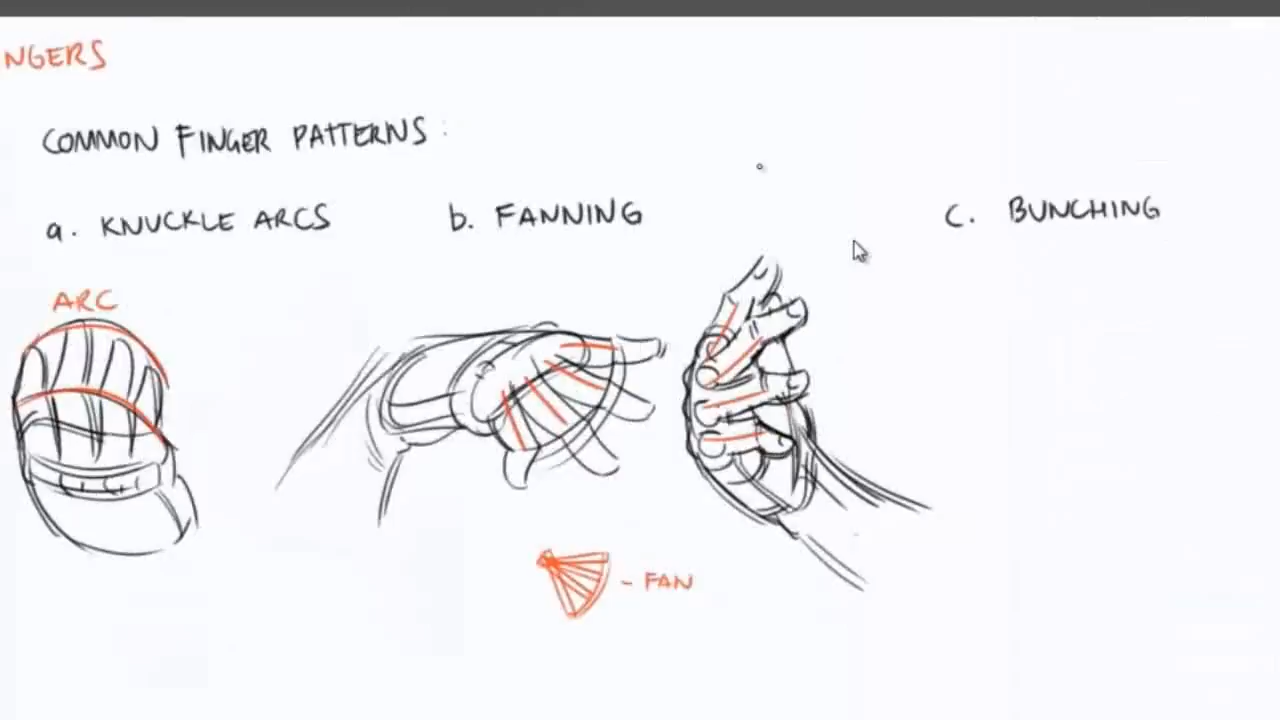 NGERS
COMMON FINGER PATTERNS:
a. KNUCKLE ARCS
b. FANNING
c. BUNCHING
ARC
- FAN